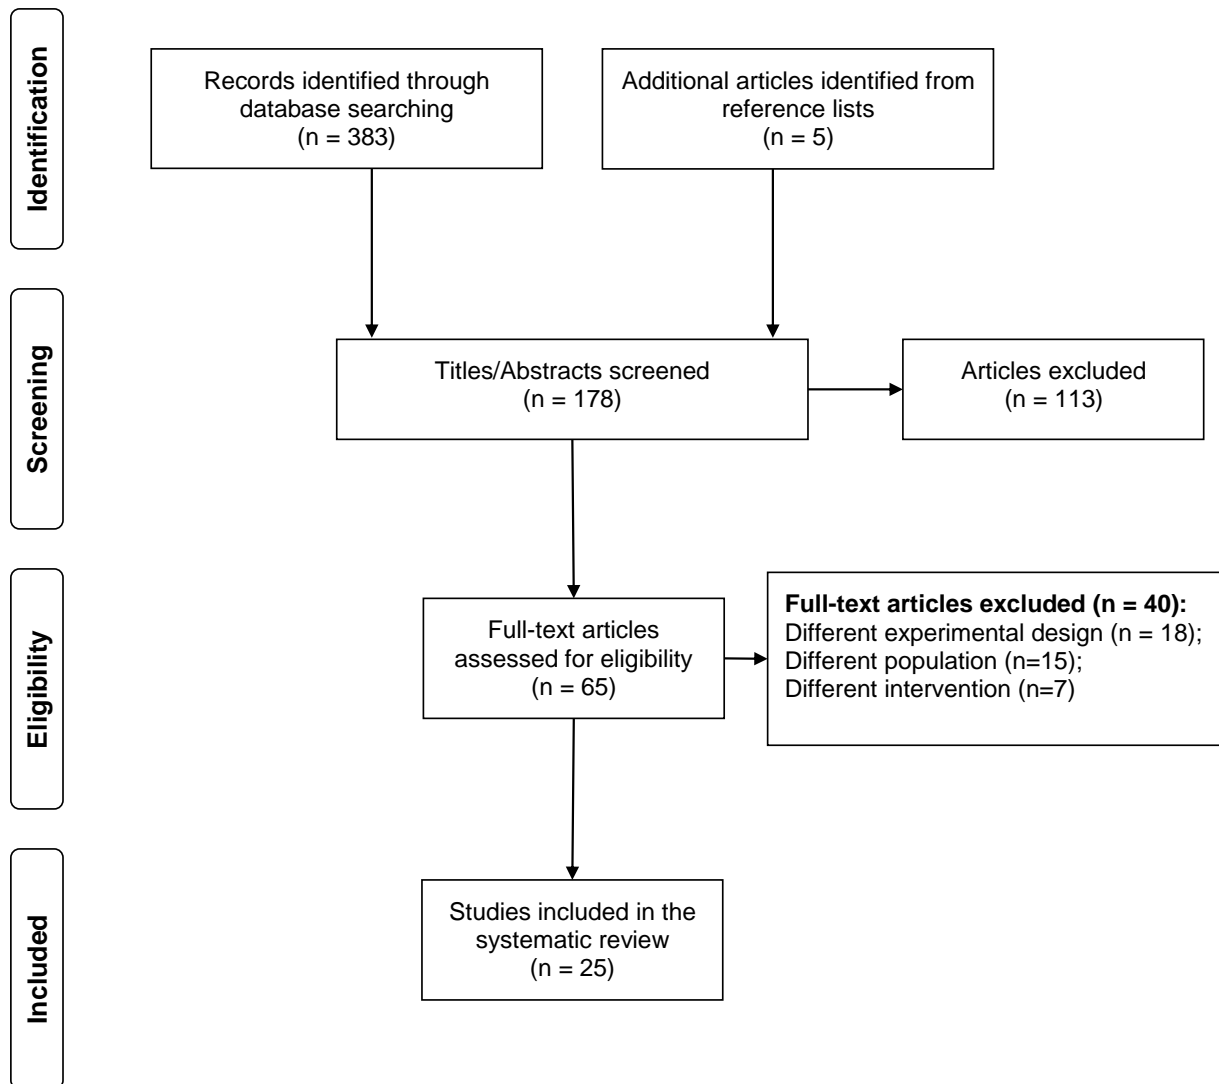 Identification
Records identified through
database searching
(n = 383)
Additional articles identified from
reference lists
(n = 5)
Screening
Titles/Abstracts screened
(n = 178)
Articles excluded
(n = 113)
Eligibility
Full-text articles
assessed for eligibility
(n = 65)
Full-text articles excluded (n = 40):
Different experimental design (n = 18);
Different population (n=15);
Different intervention (n=7)
Included
Studies included in the
systematic review
(n = 25)